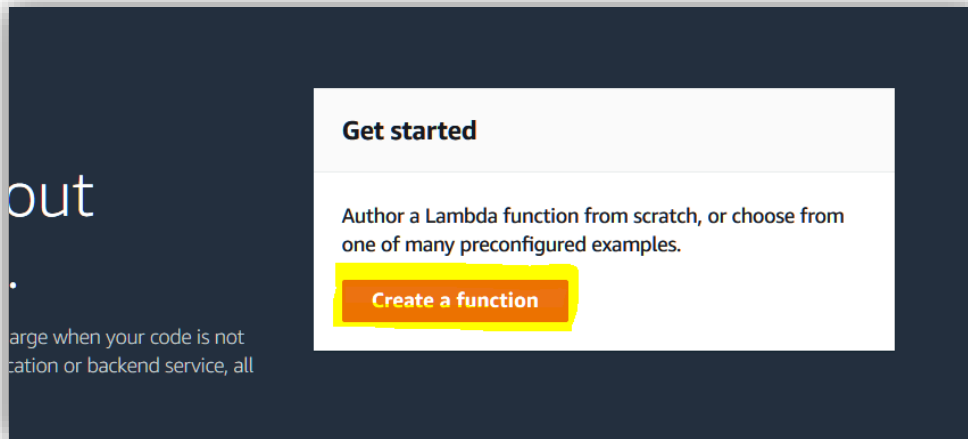 out
.
arge when your code is not
cation or backend service, all
Get started
Author a Lambda function from scratch, or choose from
one of many preconfigured examples.
Create a function